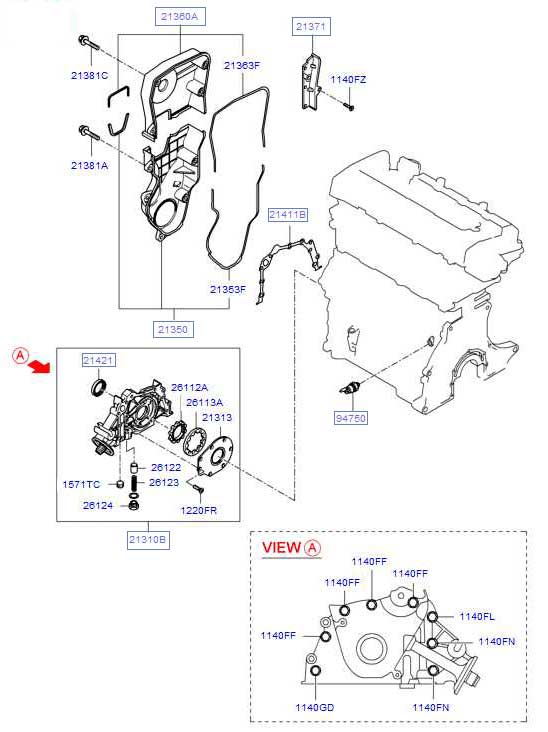 21360A
21371
21381C
21363F
1140FZ
21381A
21411B
21363F
21350
A
21421
26112A
26113A
21313
94750
26122
1571TC
26123
26124
1220FR
21310B
VIEW A
1140FF
1140FF
1140FF
1140FL
1140FF
1140FN
1140GD
1140FN